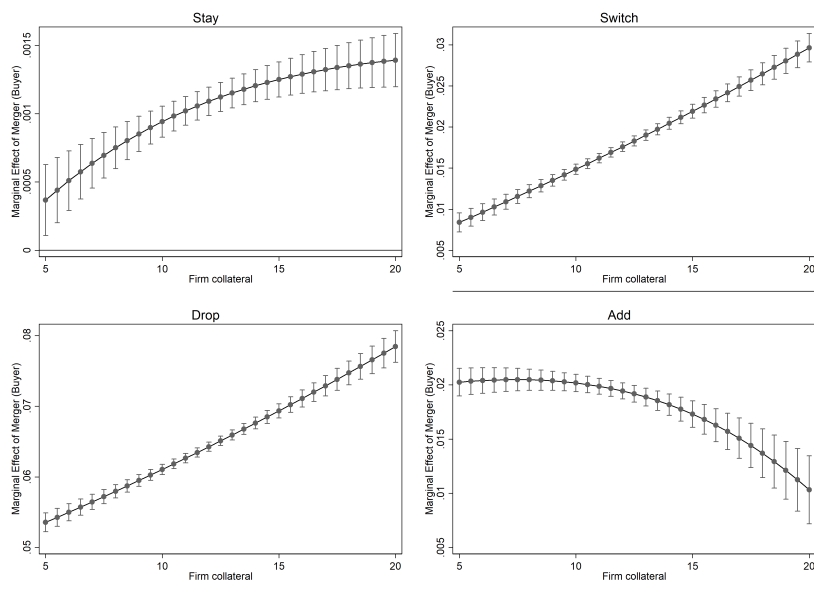 Stay
Marginal Effect of Merger (Buyer)
0
.0005
.001
.0015
5
10
15
20
Firm collateral
Switch
Marginal Effect of Merger (Buyer)
.005
.01
.015
.02
.025
.03
5
10
15
20
Firm collateral
Drop
Marginal Effect of Merger (Buyer)
.05
.06
.07
.08
5
10
15
20
Firm collateral
Add
Marginal Effect of Merger (Buyer)
.005
.01
.015
.02
.025
5
10
15
20
Firm collateral